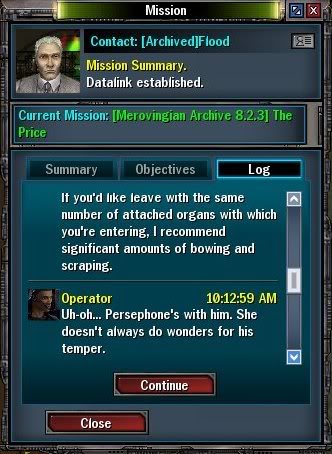 Mission
Contact: [Archived]Flood
Mission Summary.
Datalink established.
Current Mission: [Merovingian Archive 8.2.3] The
Price
Summary
Objectives
Log
If you'd like leave with the same
number of attached organs with which
you're entering, I recommend
significant amounts of bowing and
scraping.
Operator 10:12:59 AM
Uh-oh... Persephone's with him. She
doesn't always do wonders for his
temper.
Continue
Close